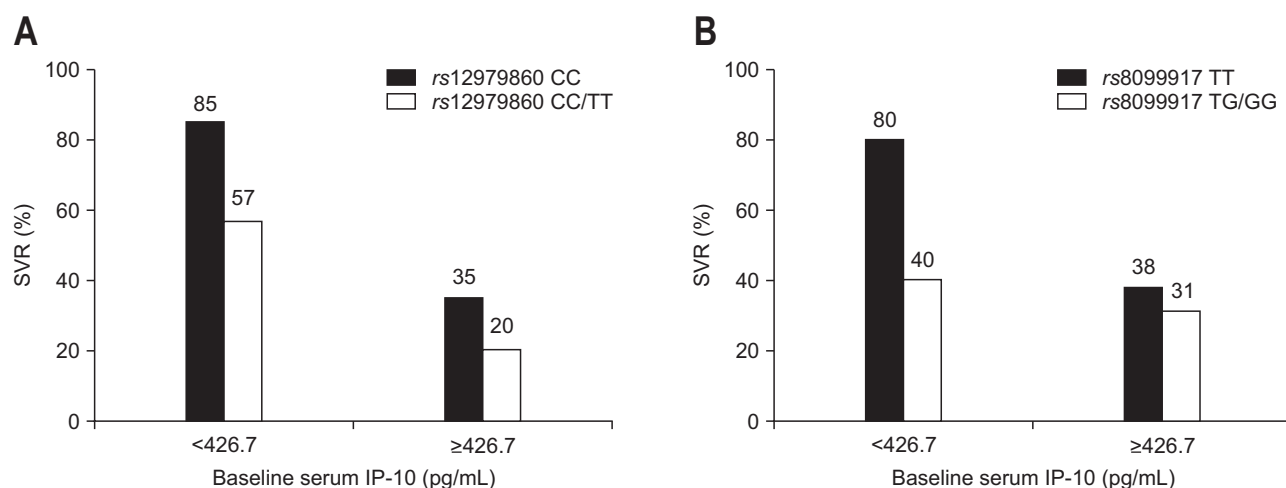 A
100
80
60
40
20
0
SVR (%)
rs12979860 CC
rs12979860 CC/TT
85
57
35
20
<426.7
≥426.7
Baseline serum IP-10 (pg/mL)
B
100
80
60
40
20
0
SVR (%)
rs8099917 TT
rs8099917 TG/GG
80
40
38
31
<426.7
≥426.7
Baseline serum IP-10 (pg/mL)